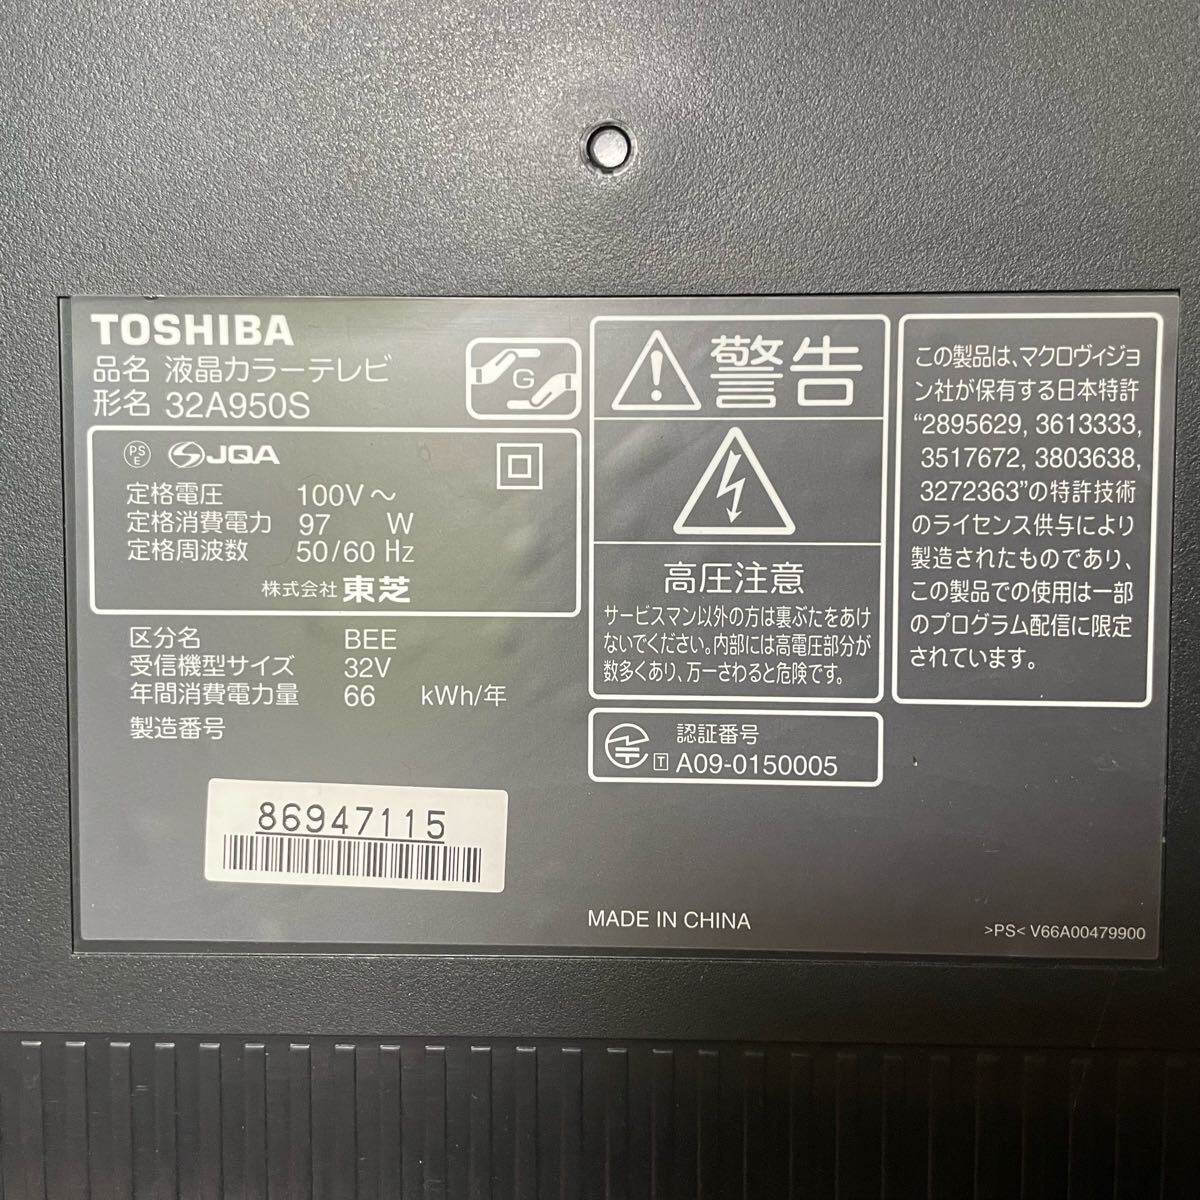 TOSHIBA
品名 液晶カラーテレビ
形名 32A950S
G
PS
E
JQA
定格電圧 100V～
定格消費電力 97 W
定格周波数 50/60 Hz
株式会社 東芝
区分名 BEE
受信機型サイズ 32V
年間消費電力量 66 kWh/年
製造番号
86947115
警告
高圧注意
サービスマン以外の方は裏ぶたをあけ
ないでください。内部には高電圧部分が
数多くあり、万一さわると危険です。
認証番号
T A09-0150005
この製品は、マクロヴィジョ
ン社が保有する日本特許
“2895629, 3613333,
3517672, 3803638,
3272363”の特許技術
のライセンス供与により
製造されたものであり、
この製品での使用は一部
のプログラム配信に限定
されています。
MADE IN CHINA
>PS< V66A00479900